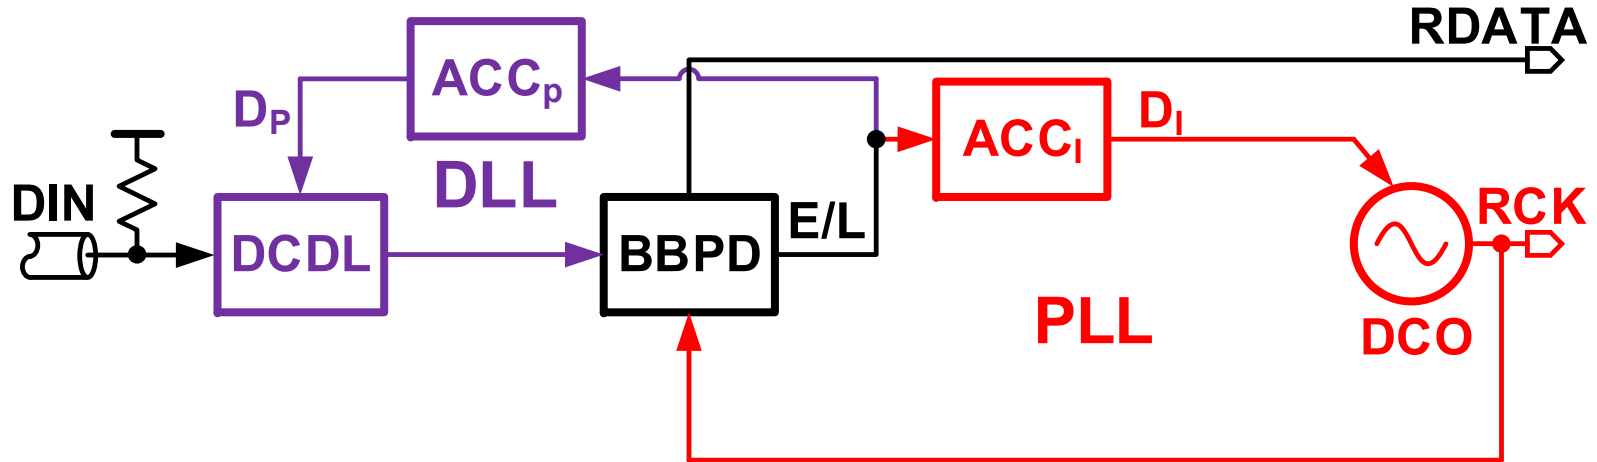 RDATA
ACCp
DI
DP
ACCI
DLL
DIN
RCK
E/L
DCDL
BBPD
PLL
DCO